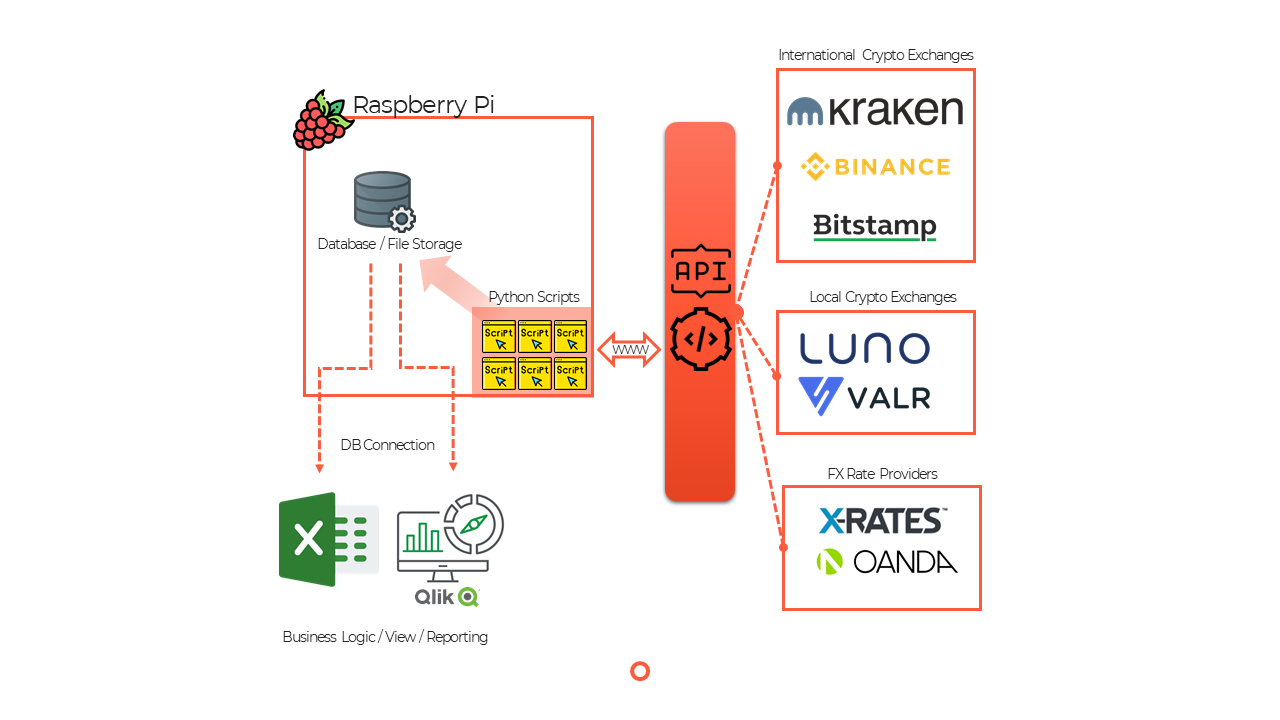 International Crypto Exchanges
Raspberry Pi
kraken
BINANCE
Bitstamp
Database / File Storage
API
Python Scripts
Script Script Script
Script Script Script
WWW
Local Crypto Exchanges
LUNO
VALR
DB Connection
FX Rate Providers
X-RATES™
OANDA
X
Qlik Q
Business Logic / View / Reporting